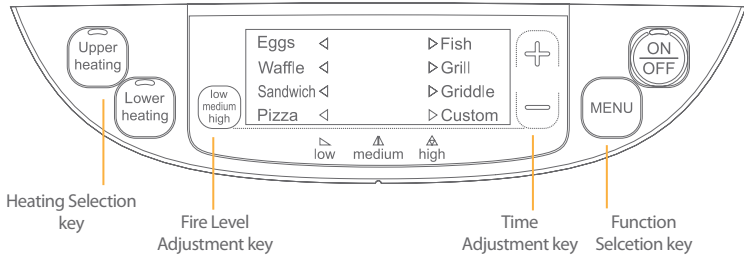 Upper
heating
Lower
heating
low
medium
high
Eggs
Waffle
Sandwich
Pizza
Fish
Grill
Griddle
Custom
low medium high
ON
OFF
MENU
Heating Selection
key
Fire Level
Adjustment key
Time
Adjustment key
Function
Selcetion key